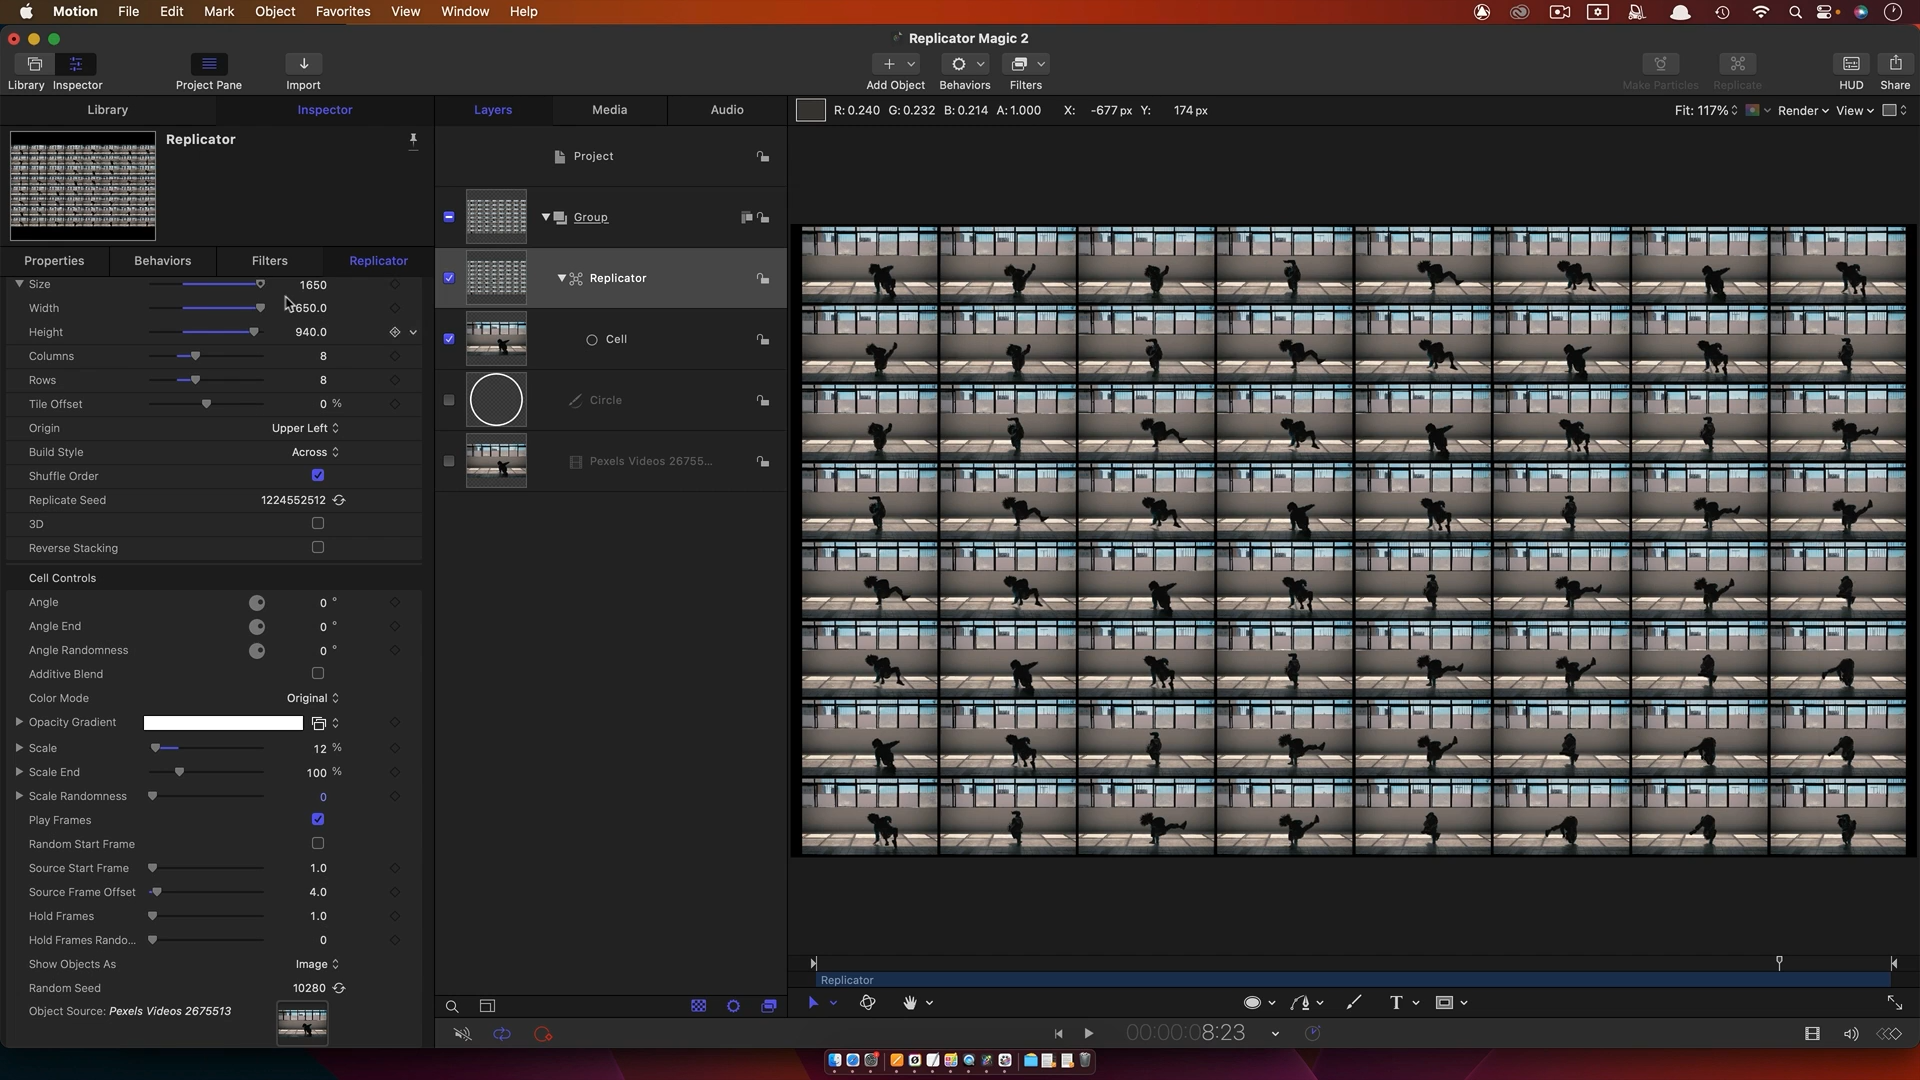 Motion File Edit Mark Object Favorites View Window Help
Replicator Magic 2
Library Inspector Project Pane Import Add Object Behaviors Filters Make Particles Replicate HUD Share
Library Inspector Layers Media Audio R: 0.240 G: 0.232 B: 0.214 A: 1.000 X: -677 px Y: 174 px Fit: 117% Render View
Replicator
Properties Behaviors Filters Replicator
Size 1650
Width 1650.0
Height 940.0
Columns 8
Rows 8
Tile Offset 0 %
Origin Upper Left
Build Style Across
Shuffle Order
Replicate Seed 1224552512
3D
Reverse Stacking
Cell Controls
Angle 0 °
Angle End 0 °
Angle Randomness 0 °
Additive Blend
Color Mode Original
Opacity Gradient
Scale 12 %
Scale End 100 %
Scale Randomness 0
Play Frames
Random Start Frame
Source Start Frame 1.0
Source Frame Offset 4.0
Hold Frames 1.0
Hold Frames Rando... 0
Show Objects As Image
Random Seed 10280
Object Source: Pexels Videos 2675513
Project
Group
Replicator
Cell
Circle
Pexels Videos 26755...
Replicator
T
00:00:08:23